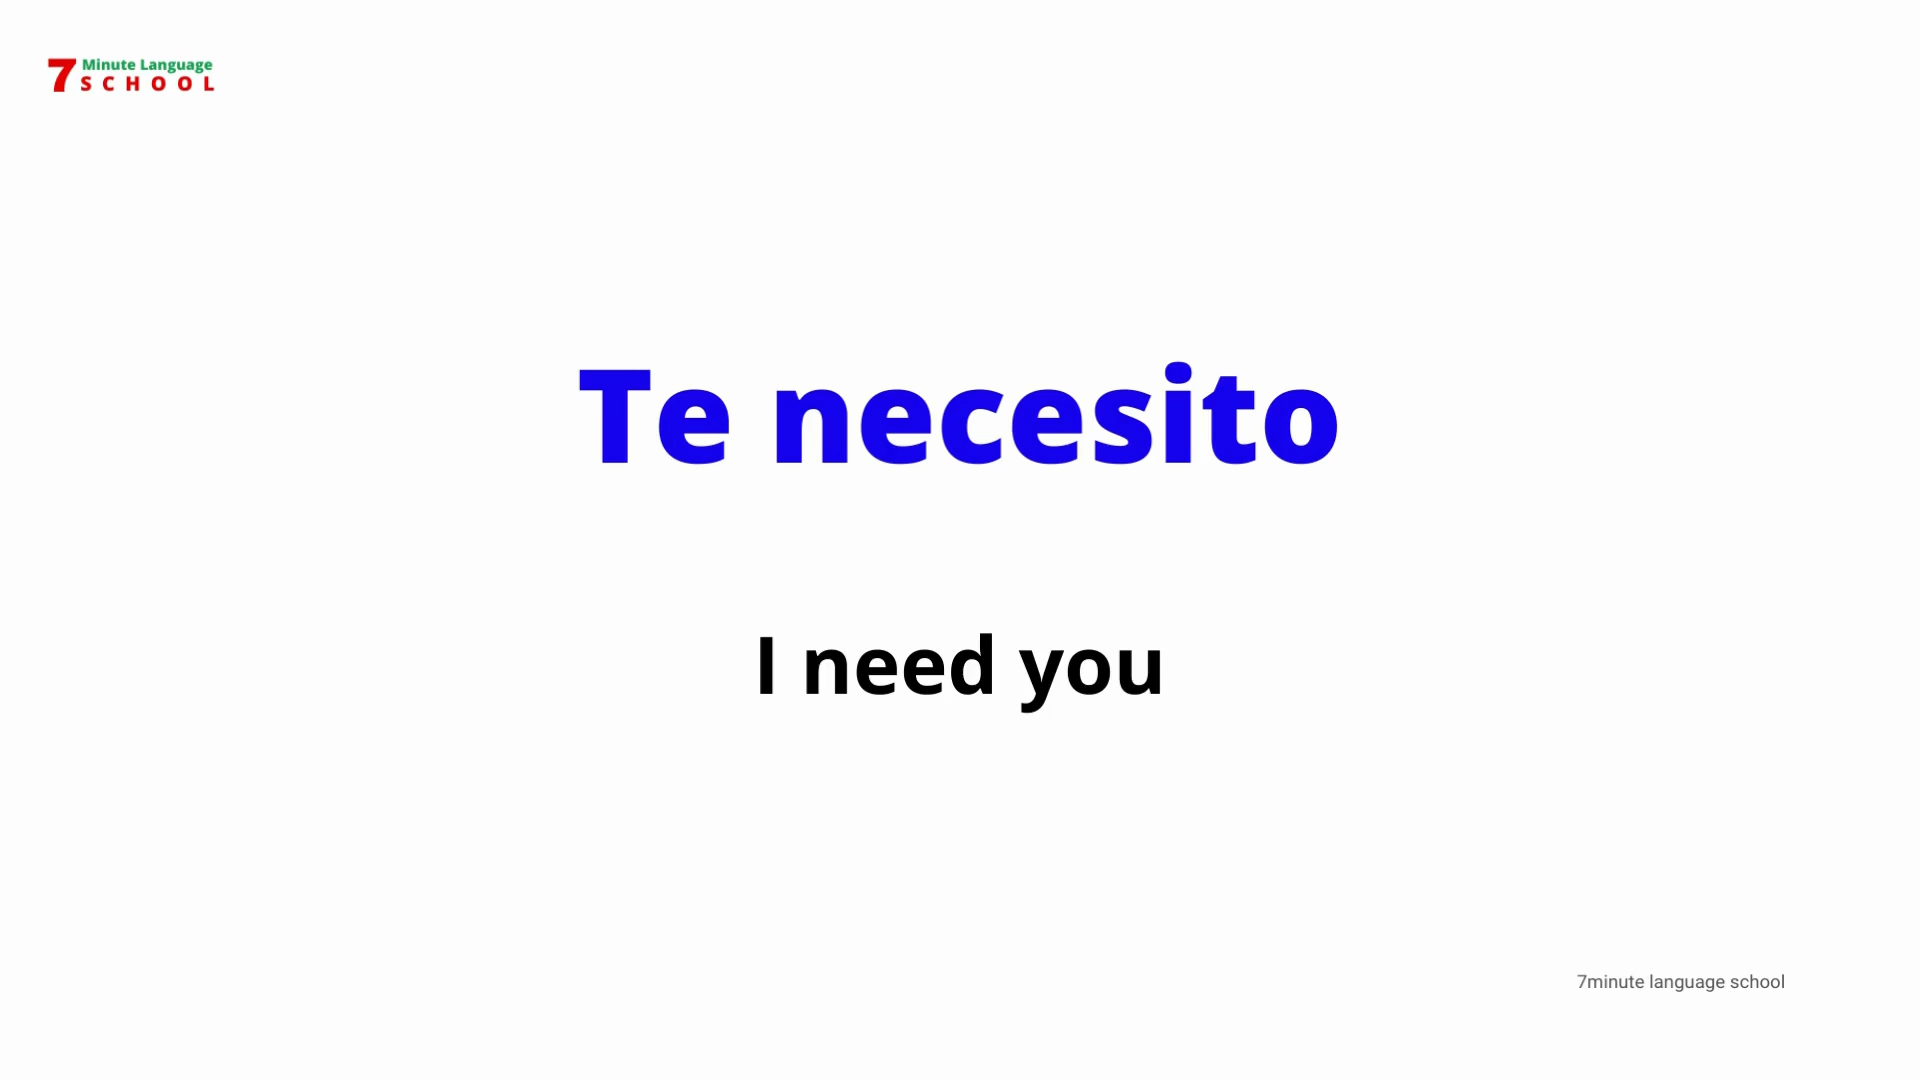 7 Minute Language
SCHOOL
Te necesito
I need you
7minute language school